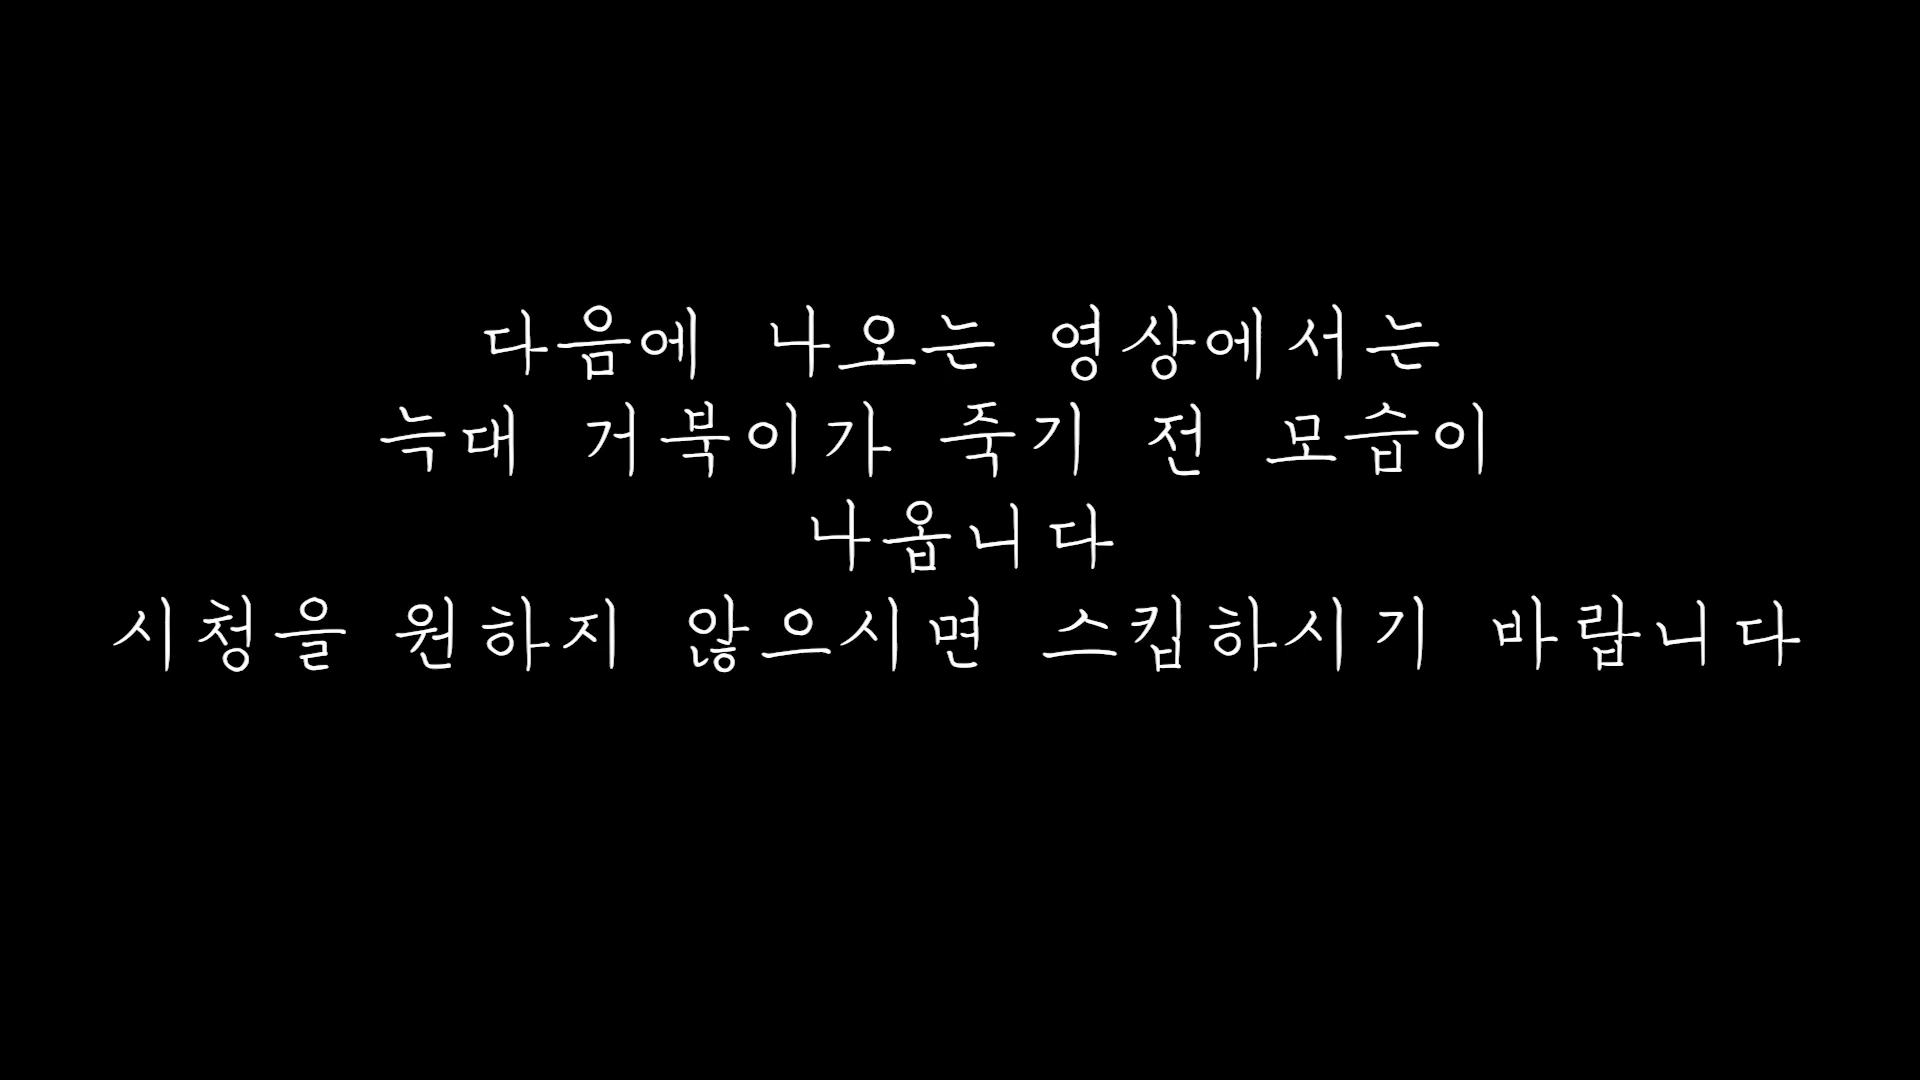 다음에 나오는 영상에서는
늑대 거북이가 죽기 전 모습이
나옵니다
시청을 원하지 않으시면 스킵하시기 바랍니다